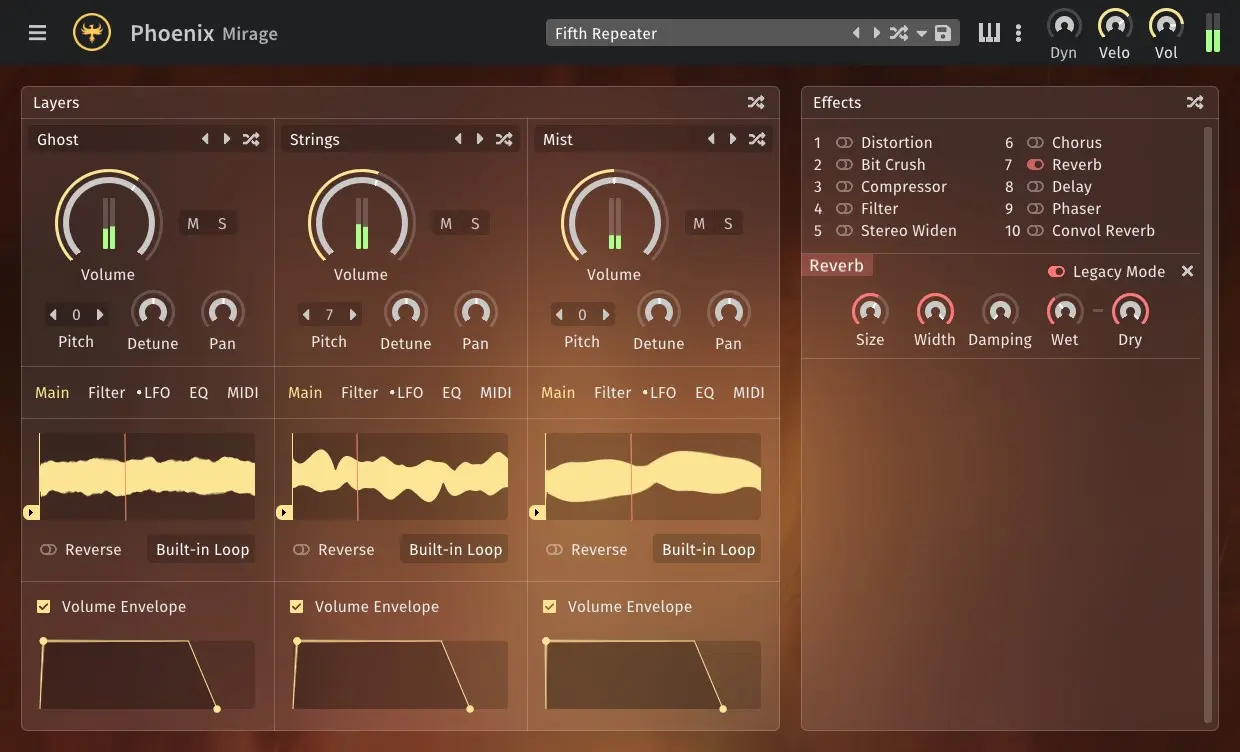 Phoenix Mirage
Fifth Repeater
Dyn Velo Vol
Layers
Ghost
M S
Volume
0
Pitch Detune Pan
Main Filter •LFO EQ MIDI
Reverse Built-in Loop
Volume Envelope
Strings
M S
Volume
7
Pitch Detune Pan
Main Filter •LFO EQ MIDI
Reverse Built-in Loop
Volume Envelope
Mist
M S
Volume
0
Pitch Detune Pan
Main Filter •LFO EQ MIDI
Reverse Built-in Loop
Volume Envelope
Effects
1 Distortion
2 Bit Crush
3 Compressor
4 Filter
5 Stereo Widen
6 Chorus
7 Reverb
8 Delay
9 Phaser
10 Convol Reverb
Reverb
Legacy Mode
Size Width Damping Wet Dry